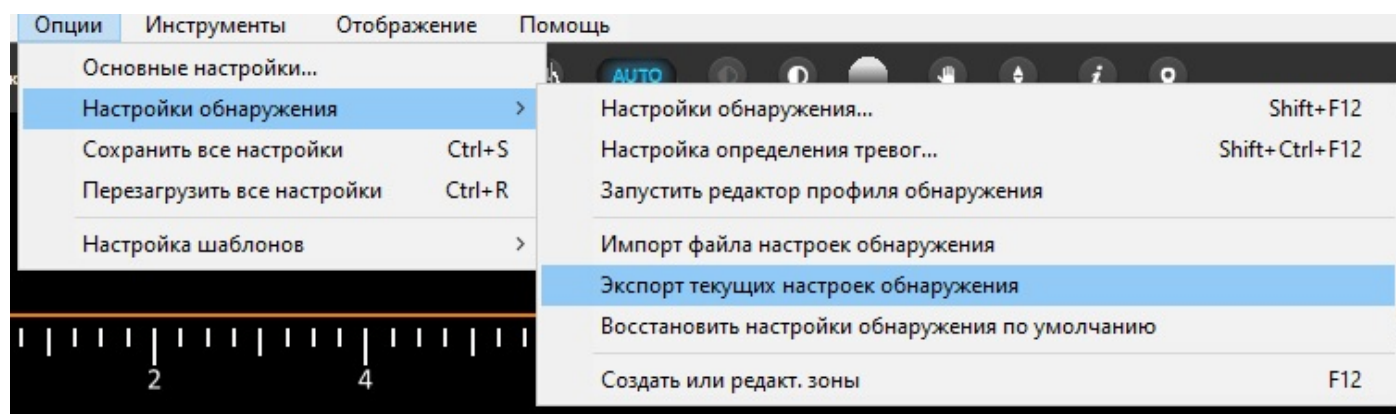 Опции Инструменты Отображение Помощь
AUTO
Основные настройки...
Настройки обнаружения
Сохранить все настройки Ctrl+S
Перезагрузить все настройки Ctrl+R
Настройка шаблонов
Настройки обнаружения... Shift+F12
Настройка определения тревог... Shift+Ctrl+F12
Запустить редактор профиля обнаружения
Импорт файла настроек обнаружения
Экспорт текущих настроек обнаружения
Восстановить настройки обнаружения по умолчанию
Создать или редакт. зоны F12
2 4